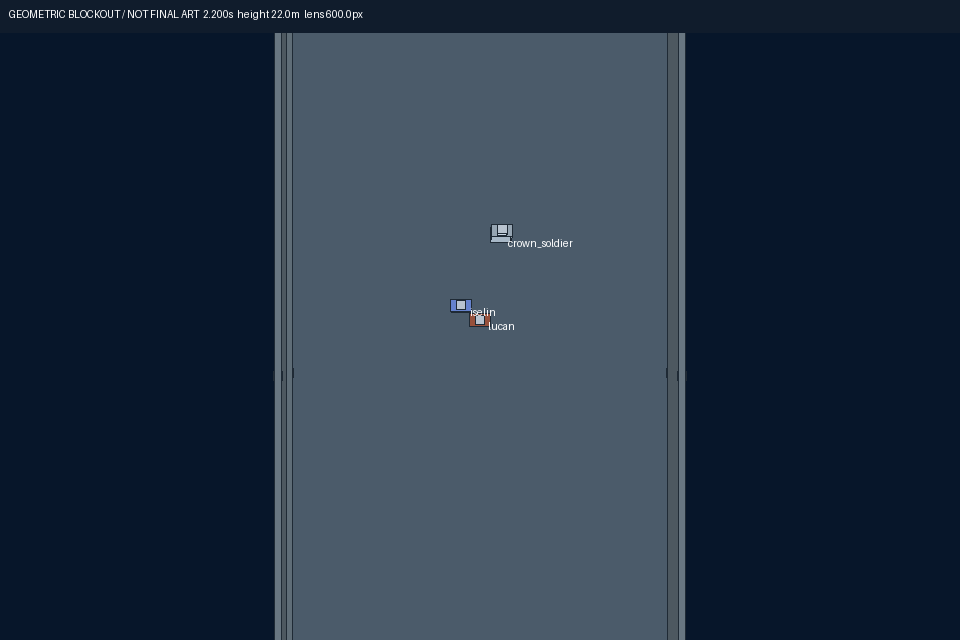 GEOMETRIC BLOCKOUT / NOT FINAL ART 2.200s height 22.0m lens 600.0px
crown_soldier
iselin
lucan